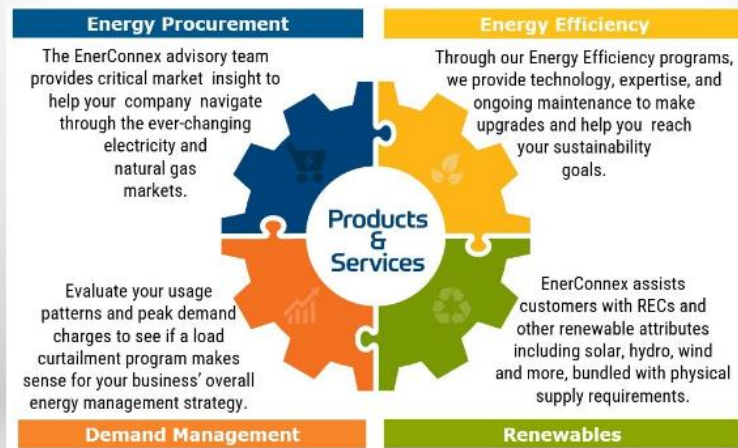 Energy Procurement
The EnerConnex advisory team
provides critical market insight to
help your company navigate
through the ever-changing
electricity and
natural gas
markets.
Energy Efficiency
Through our Energy Efficiency programs,
we provide technology, expertise, and
ongoing maintenance to make
upgrades and help you reach
your sustainability
goals.
Products
&
Services
Evaluate your usage
patterns and peak demand
charges to see if a load
curtailment program makes
sense for your business’ overall
energy management strategy.
Demand Management
EnerConnex assists
customers with RECs and
other renewable attributes
including solar, hydro, wind
and more, bundled with physical
supply requirements.
Renewables